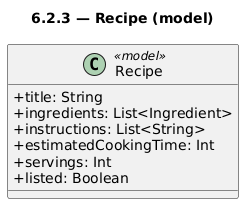 6.2.3 — Recipe (model)
C «model»
Recipe
+title: String
+ingredients: List<Ingredient>
+instructions: List<String>
+estimatedCookingTime: Int
+servings: Int
+listed: Boolean